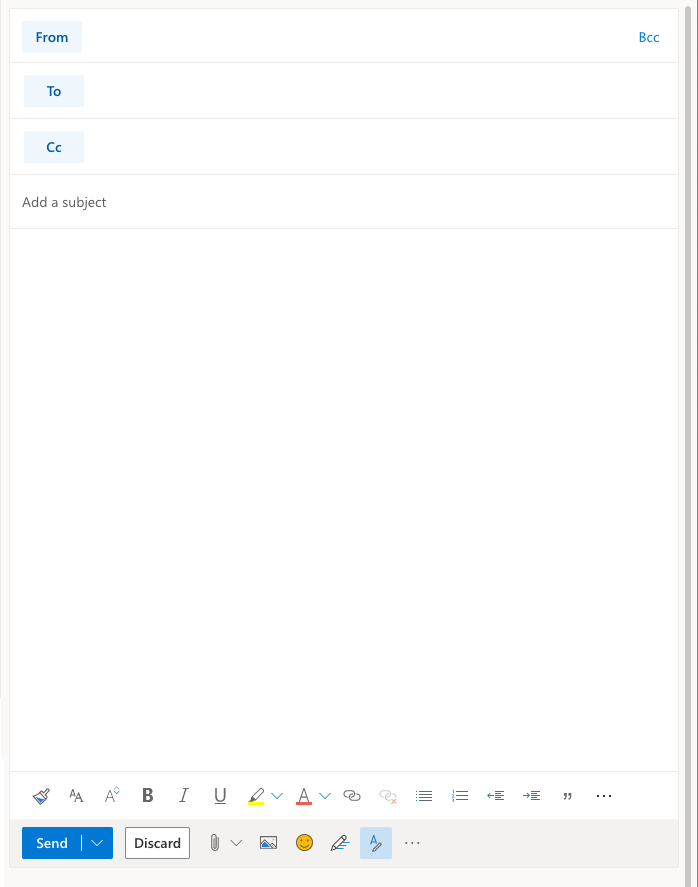 From
Bcc
To
Cc
Add a subject
B I U A
Send
Discard